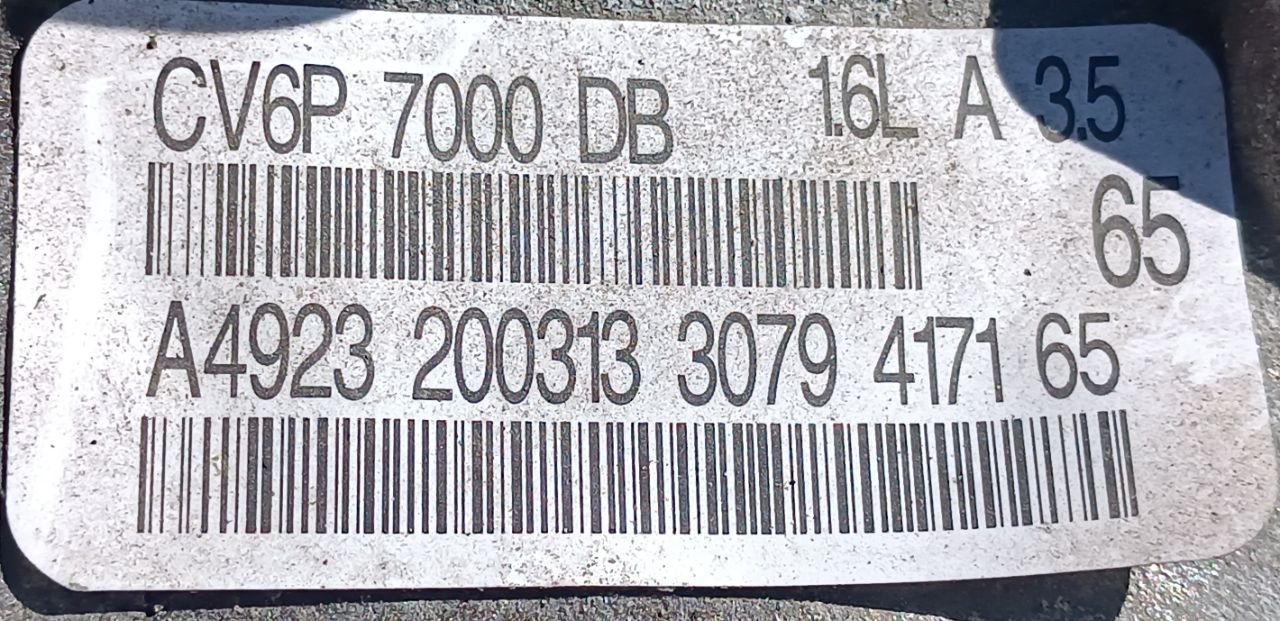 CV6P 7000 DB 1.6L A 3.5
65
A4923 200313 3079 4171 65